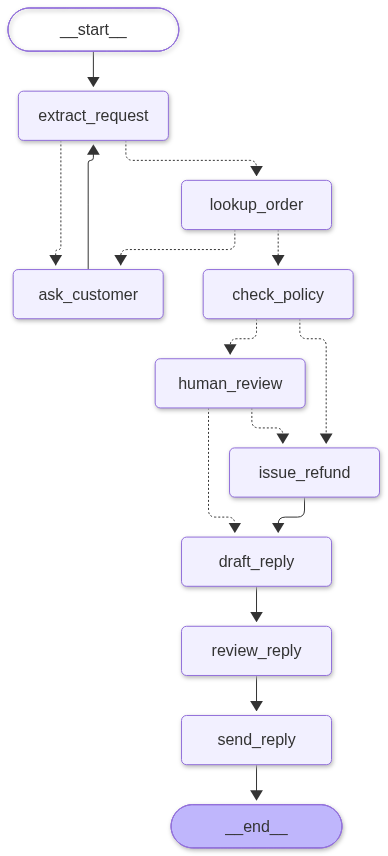 __start__
extract_request
lookup_order
ask_customer
check_policy
human_review
issue_refund
draft_reply
review_reply
send_reply
__end__